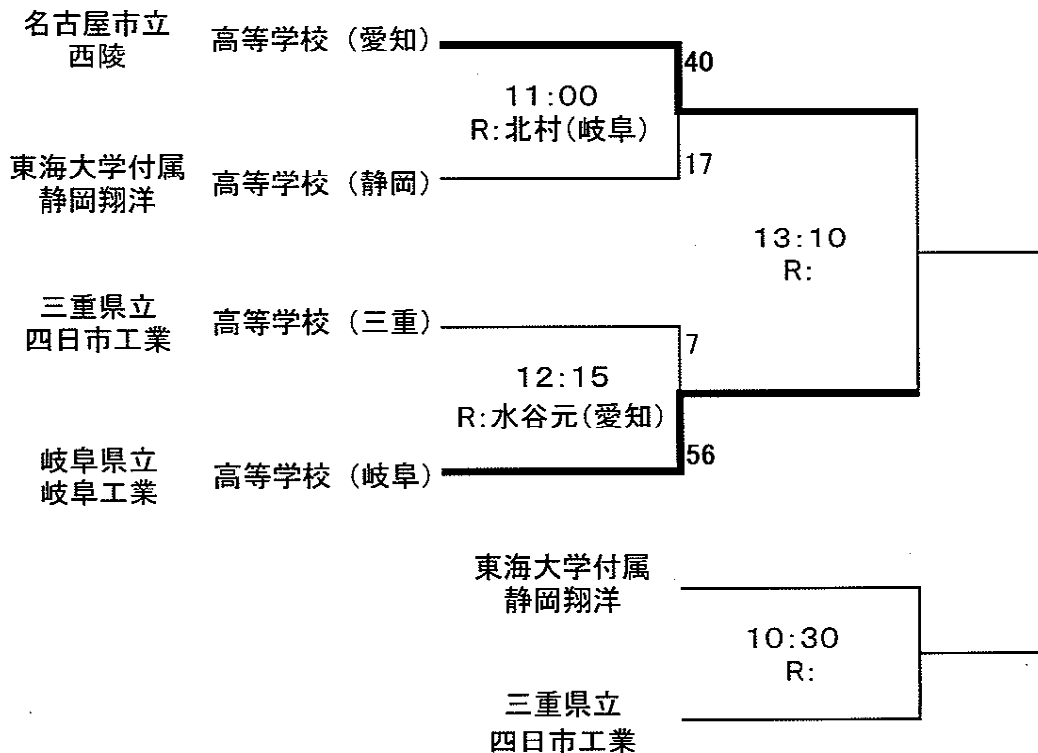 名古屋市立
西陵
高等学校（愛知）
40
11:00
R:北村(岐阜)
17
東海大学付属
静岡翔洋
高等学校（静岡）
13:10
R:
三重県立
四日市工業
高等学校（三重）
7
12:15
R:水谷元(愛知)
56
岐阜県立
岐阜工業
高等学校（岐阜）
東海大学付属
静岡翔洋
10:30
R:
三重県立
四日市工業